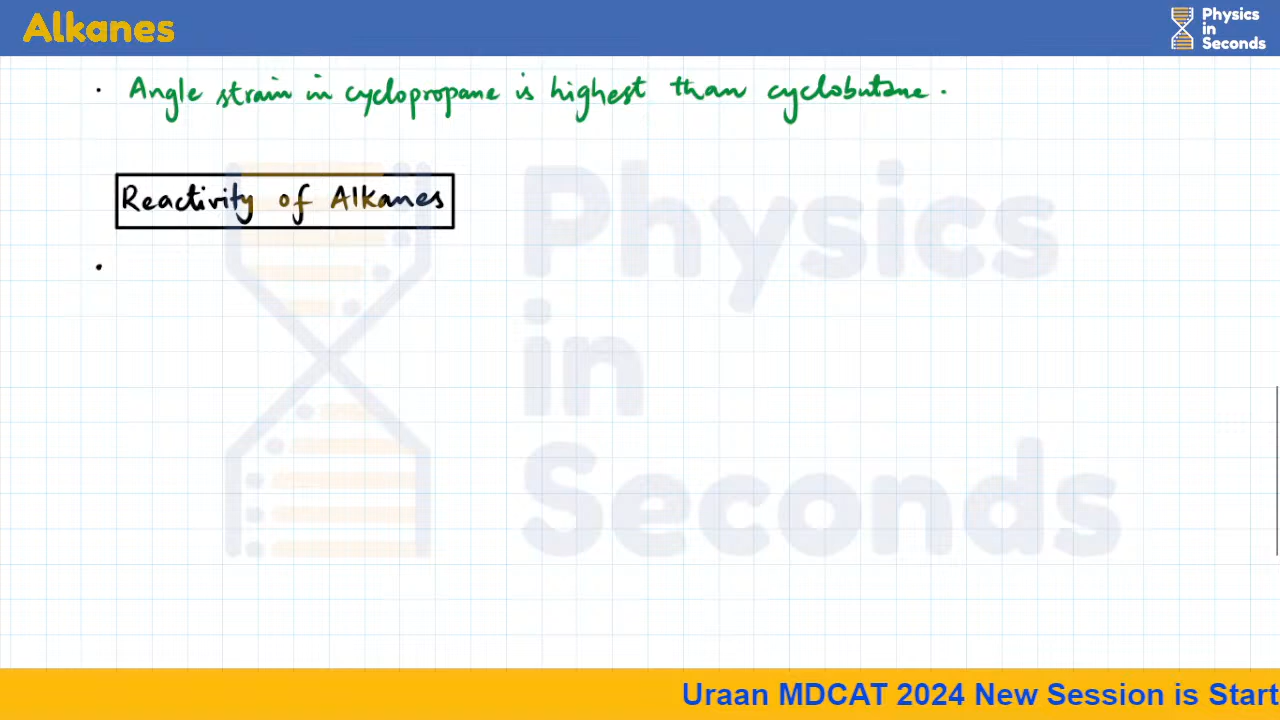 Alkanes
Physics
in
Seconds
· Angle strain in cyclopropane is highest than cyclobutane.
Reactivity of Alkanes
·
Physics
in
Seconds
Uraan MDCAT 2024 New Session is Start